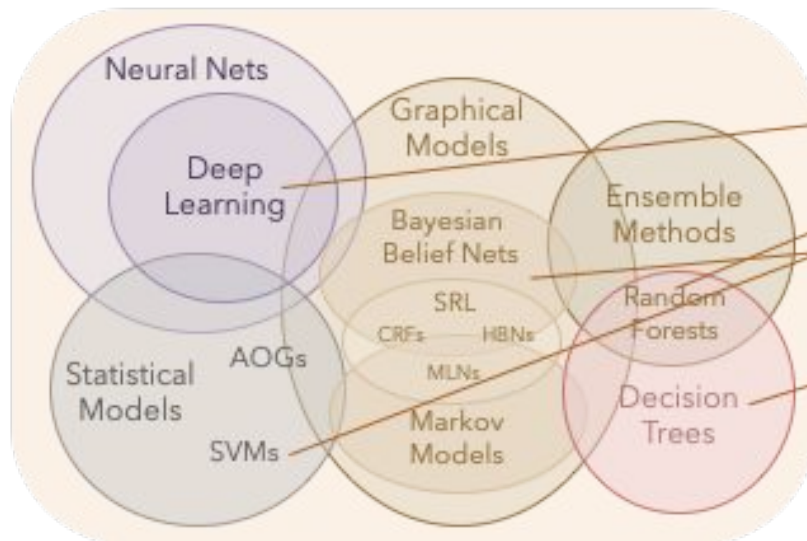 Neural Nets
Deep
Learning
Graphical
Models
Ensemble
Methods
Bayesian
Belief Nets
Random
Forests
SRL
CRFs
HBNs
MLNs
AOGs
Statistical
Models
SVMs
Markov
Models
Decision
Trees